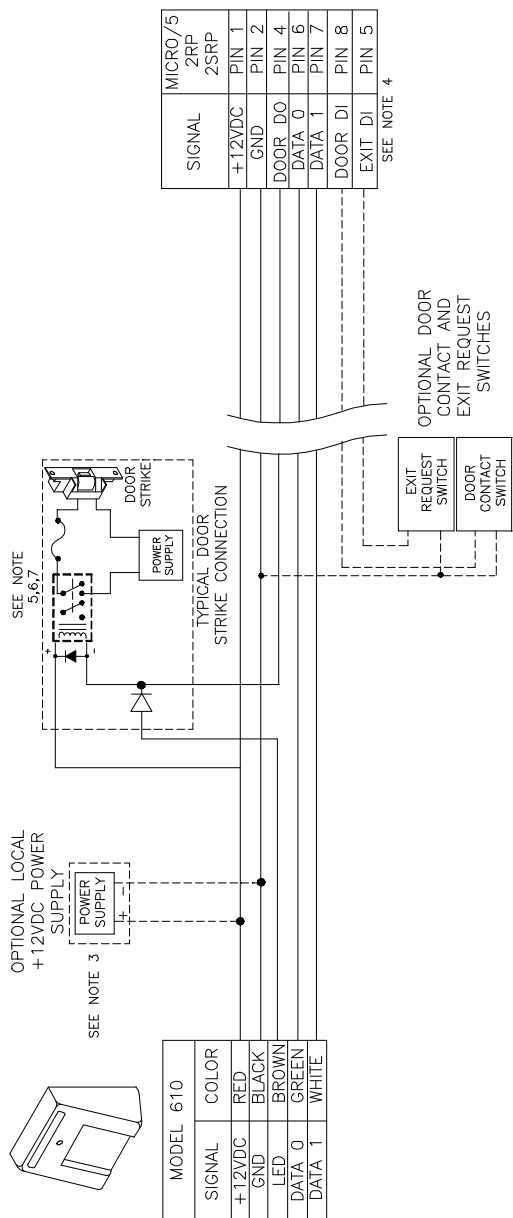 MODEL 610
SIGNAL COLOR
+12VDC RED
GND BLACK
LED BROWN
DATA 0 GREEN
DATA 1 WHITE
OPTIONAL LOCAL
+12VDC POWER
SUPPLY
POWER
SUPPLY
+ -
SEE NOTE 3
SEE NOTE
5,6,7
+
-
DOOR
STRIKE
POWER
SUPPLY
TYPICAL DOOR
STRIKE CONNECTION
OPTIONAL DOOR
CONTACT AND
EXIT REQUEST
SWITCHES
EXIT
REQUEST
SWITCH
DOOR
CONTACT
SWITCH
SIGNAL
MICRO/5
2RP
2SRP
+12VDC PIN 1
GND PIN 2
DOOR DO PIN 4
DATA 0 PIN 6
DATA 1 PIN 7
DOOR DI PIN 8
EXIT DI PIN 5
SEE NOTE 4